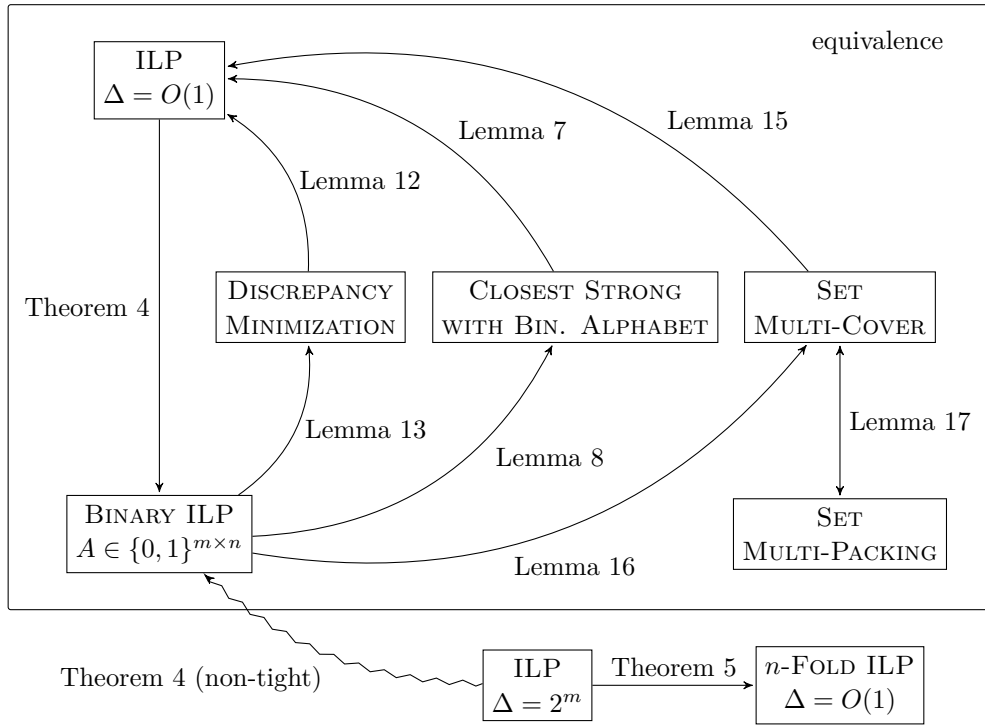 equivalence
ILP
Δ = O(1)
Lemma 15
Lemma 7
Lemma 12
Theorem 4
DISCREPANCY
MINIMIZATION
CLOSEST STRONG
WITH BIN. ALPHABET
SET
MULTI-COVER
Lemma 13
Lemma 8
Lemma 17
BINARY ILP
A ∈ {0, 1}^{m×n}
Lemma 16
SET
MULTI-PACKING
Theorem 4 (non-tight)
ILP
Δ = 2^m
Theorem 5
n-FOLD ILP
Δ = O(1)